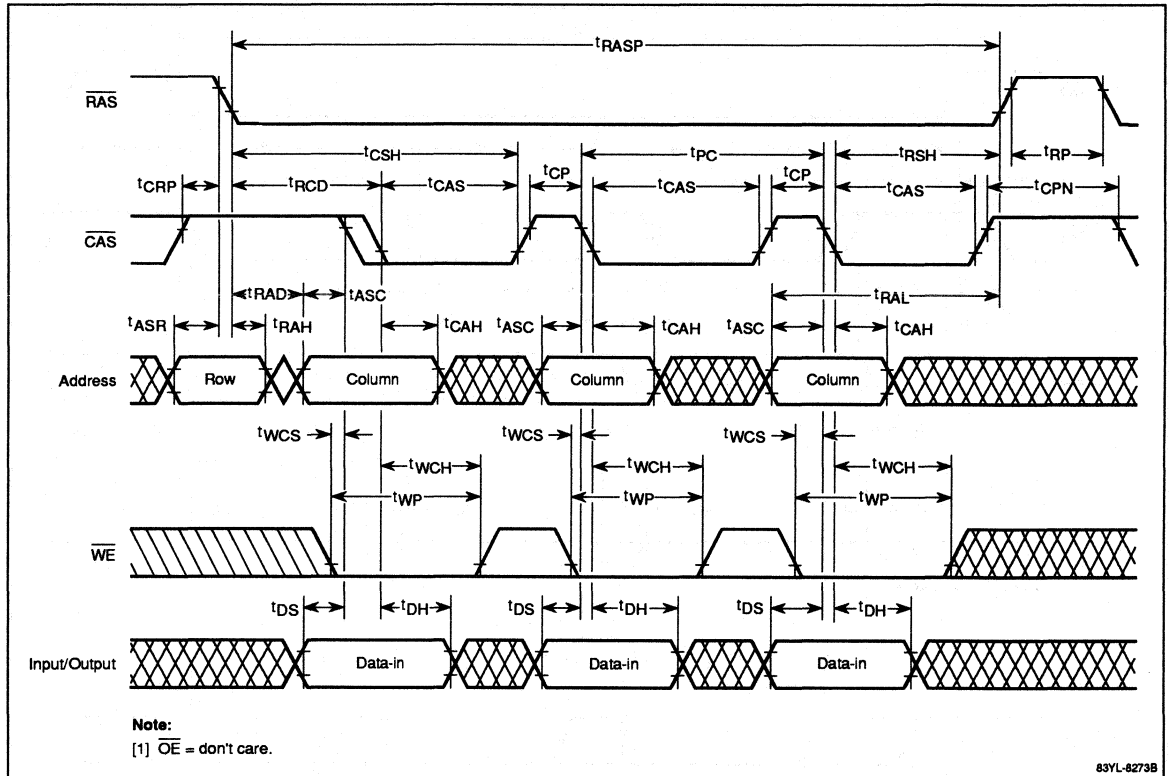 tRASP
RAS
tCSH
tPC
tRSH
tRP
tCRP
tRCD
tCAS
tCP
tCAS
tCP
tCAS
tCPN
CAS
tRAD
tASC
tRAL
tASR
tRAH
tCAH
tASC
tCAH
tASC
tCAH
Address
Row
Column
Column
Column
tWCS
tWCS
tWCS
tWCH
tWCH
tWCH
tWP
tWP
tWP
WE
tDS
tDH
tDS
tDH
tDS
tDH
Input/Output
Data-in
Data-in
Data-in
Note:
[1] OE = don't care.
83YL-8273B